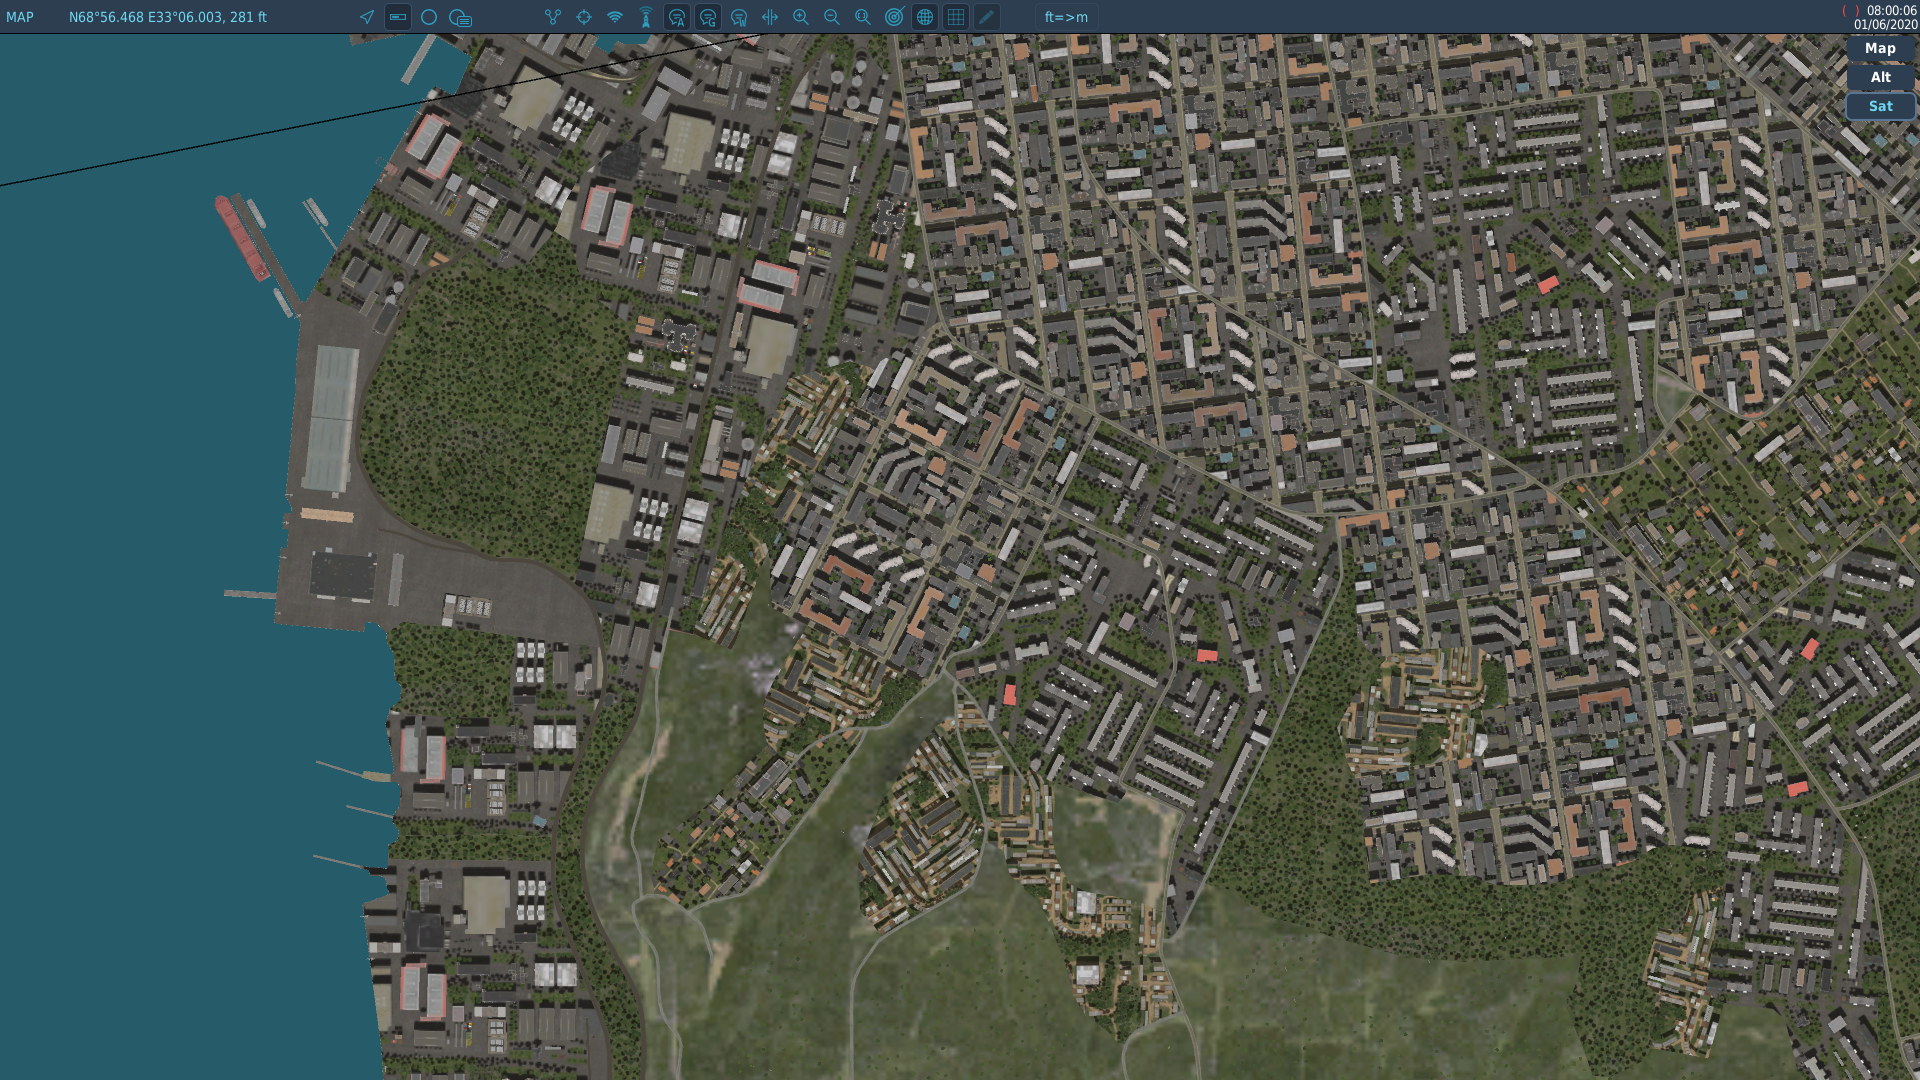 MAP
N68°56.468 E33°06.003, 281 ft
ft=>m
( ) 08:00:06
01/06/2020
Map
Alt
Sat